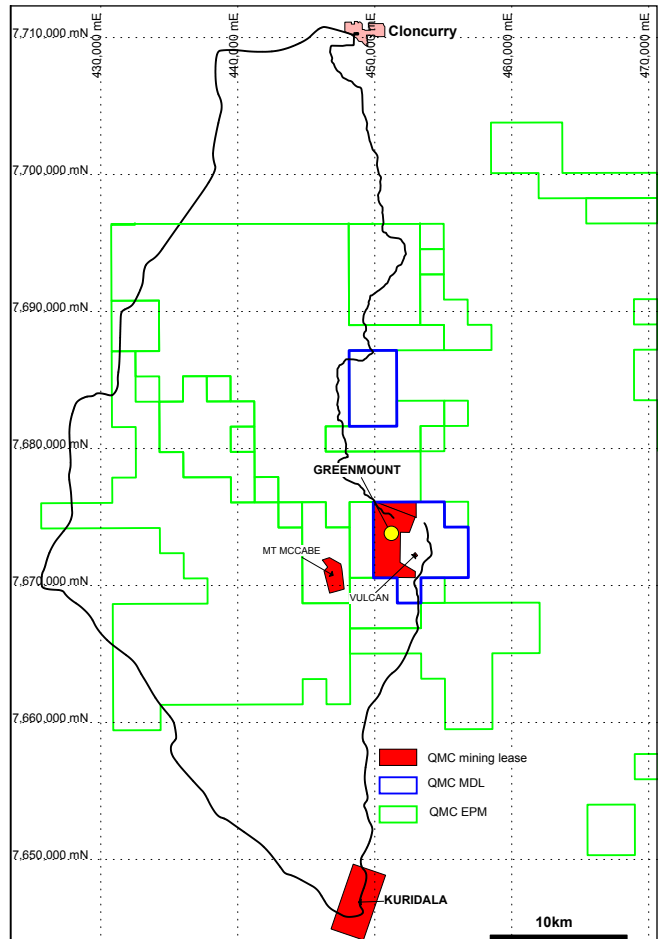 430,000 mE
440,000 mE
450,000 mE
460,000 mE
470,000 mE
7,710,000 mN
Cloncurry
7,700,000 mN
7,690,000 mN
7,680,000 mN
GREENMOUNT
MT MCCABE
7,670,000 mN
VULCAN
7,660,000 mN
QMC mining lease
QMC MDL
QMC EPM
7,650,000 mN
KURIDALA
10km